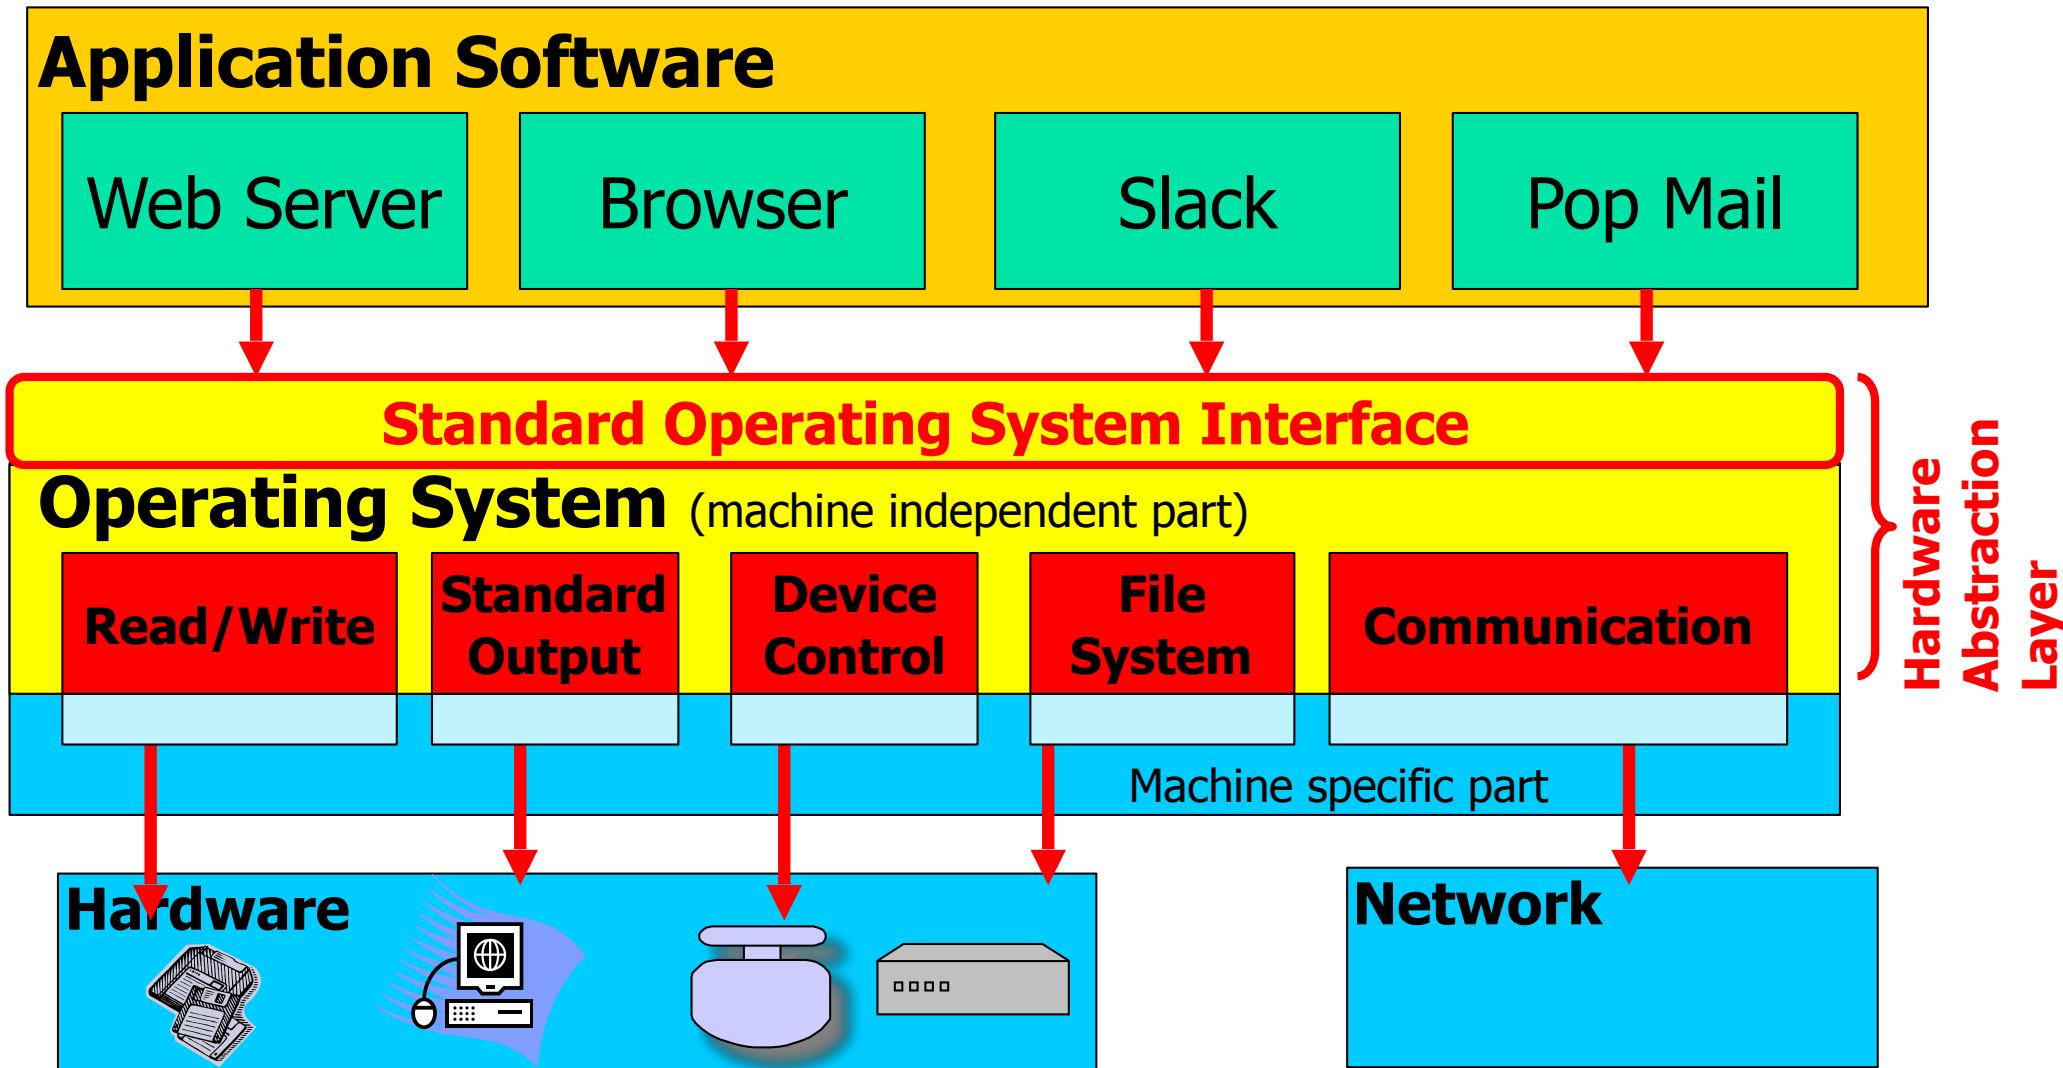 Application Software
Web Server
Browser
Slack
Pop Mail
Standard Operating System Interface
Operating System (machine independent part)
Read/Write
Standard
Output
Device
Control
File
System
Communication
Hardware
Abstraction
Layer
Machine specific part
Hardware
Network